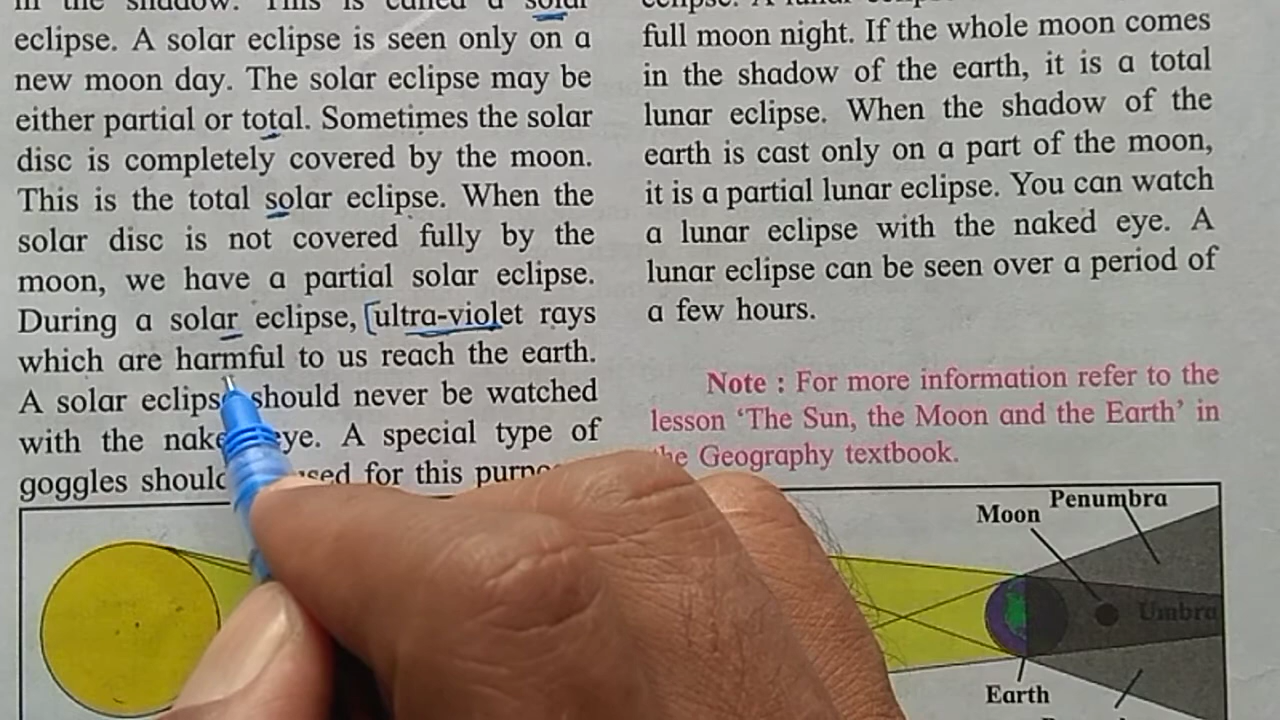 in the shadow. This is called a solar
eclipse. A solar eclipse is seen only on a
new moon day. The solar eclipse may be
either partial or total. Sometimes the solar
disc is completely covered by the moon.
This is the total solar eclipse. When the
solar disc is not covered fully by the
moon, we have a partial solar eclipse.
During a solar eclipse, ultra-violet rays
which are harmful to us reach the earth.
A solar eclipse should never be watched
with the naked eye. A special type of
goggles should used for this
full moon night. If the whole moon comes
in the shadow of the earth, it is a total
lunar eclipse. When the shadow of the
earth is cast only on a part of the moon,
it is a partial lunar eclipse. You can watch
a lunar eclipse with the naked eye. A
lunar eclipse can be seen over a period of
a few hours.
Note : For more information refer to the
lesson ‘The Sun, the Moon and the Earth’ in
the Geography textbook.
Moon
Penumbra
Umbra
Earth